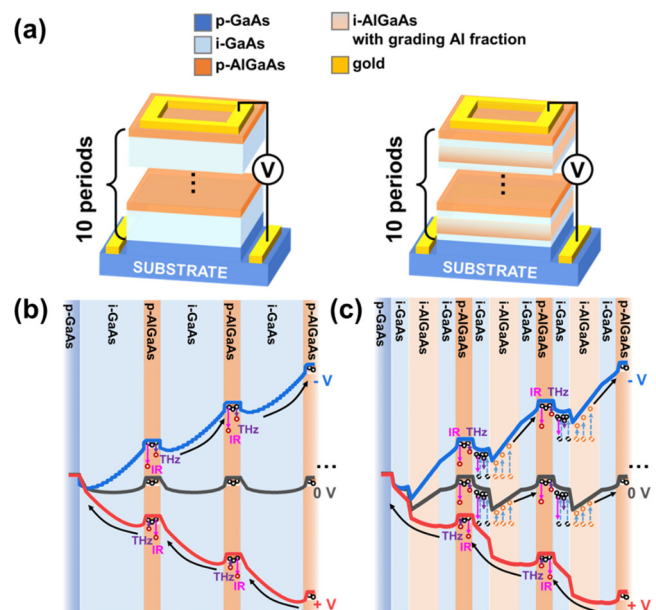 (a)
p-GaAs
i-GaAs
p-AlGaAs
i-AlGaAs
with grading Al fraction
gold
10 periods
V
SUBSTRATE
10 periods
V
SUBSTRATE
(b)
p-GaAs
i-GaAs
p-AlGaAs
i-GaAs
p-AlGaAs
i-GaAs
p-AlGaAs
- V
THz
IR
THz
IR
0 V
THz
IR
THz
IR
+ V
(c)
p-GaAs
i-GaAs
i-AlGaAs
p-AlGaAs
i-GaAs
i-AlGaAs
p-AlGaAs
i-GaAs
i-AlGaAs
p-AlGaAs
- V
IR
THz
IR
THz
...
0 V
THz
IR
THz
IR
+ V